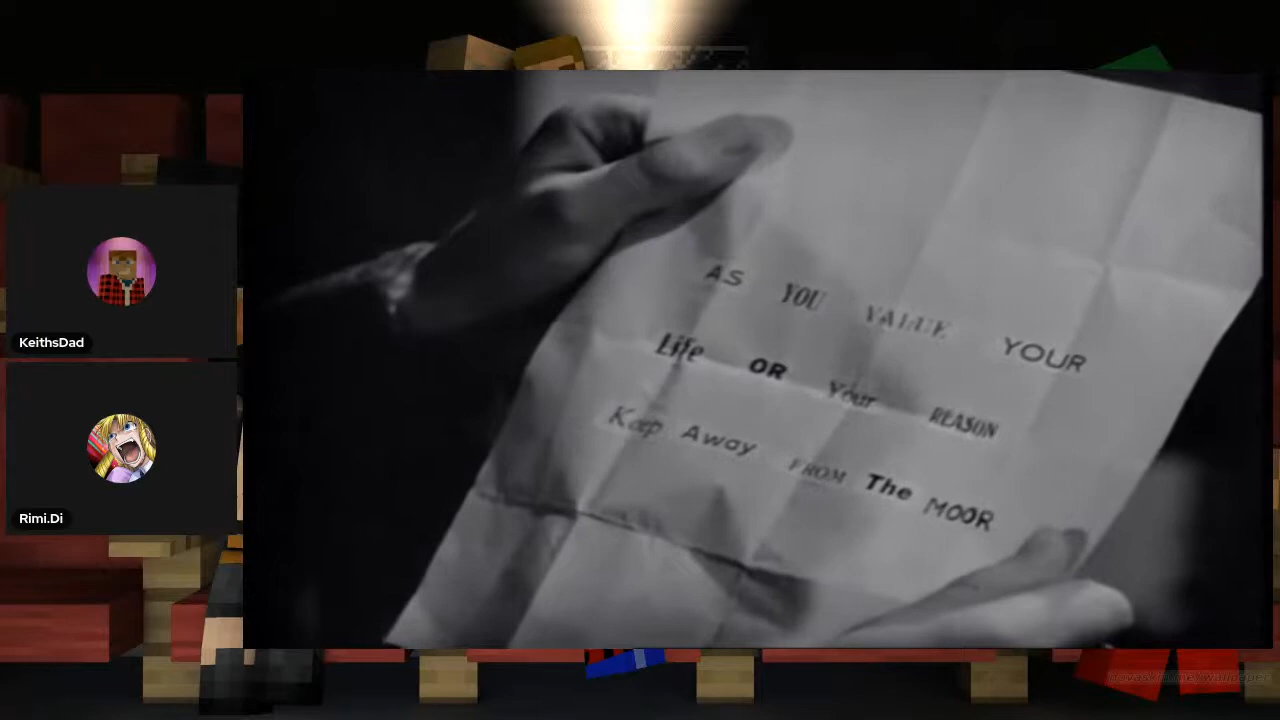 AS YOU VALUE YOUR
Life OR Your REASON
Keep Away FROM The MOOR
KeithsDad
Rimi.Di